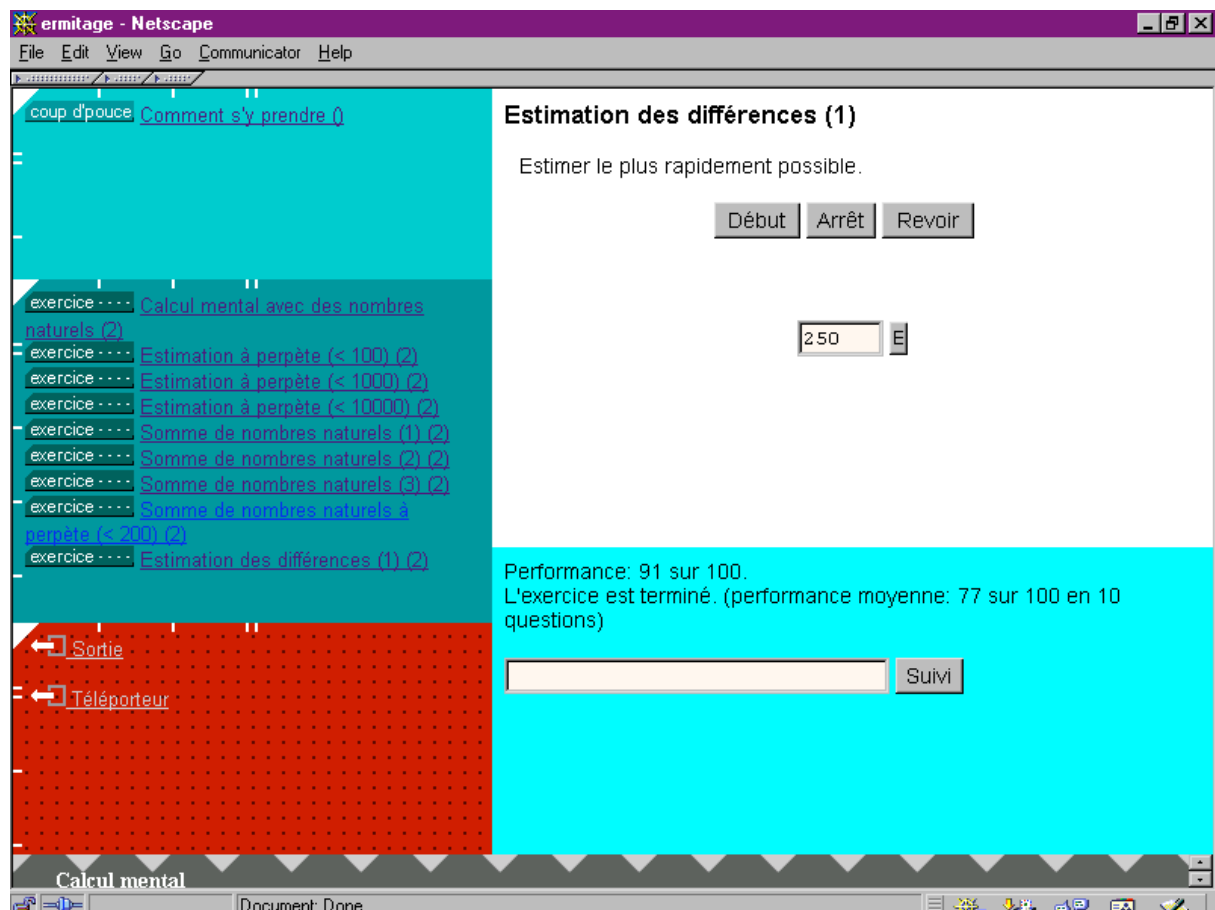 ermitage - Netscape
File Edit View Go Communicator Help
coup d'pouce Comment s'y prendre ()
exercice - - - - Calcul mental avec des nombres
naturels (2)
exercice - - - - Estimation à perpète (< 100) (2)
exercice - - - - Estimation à perpète (< 1000) (2)
exercice - - - - Estimation à perpète (< 10000) (2)
exercice - - - - Somme de nombres naturels (1) (2)
exercice - - - - Somme de nombres naturels (2) (2)
exercice - - - - Somme de nombres naturels (3) (2)
exercice - - - - Somme de nombres naturels à
perpète (< 200) (2)
exercice - - - - Estimation des différences (1) (2)
Sortie
Téléporteur
Estimation des différences (1)
Estimer le plus rapidement possible.
Début Arrêt Revoir
250 E
Performance: 91 sur 100.
L'exercice est terminé. (performance moyenne: 77 sur 100 en 10
questions)
Suivi
Calcul mental
Document: Done